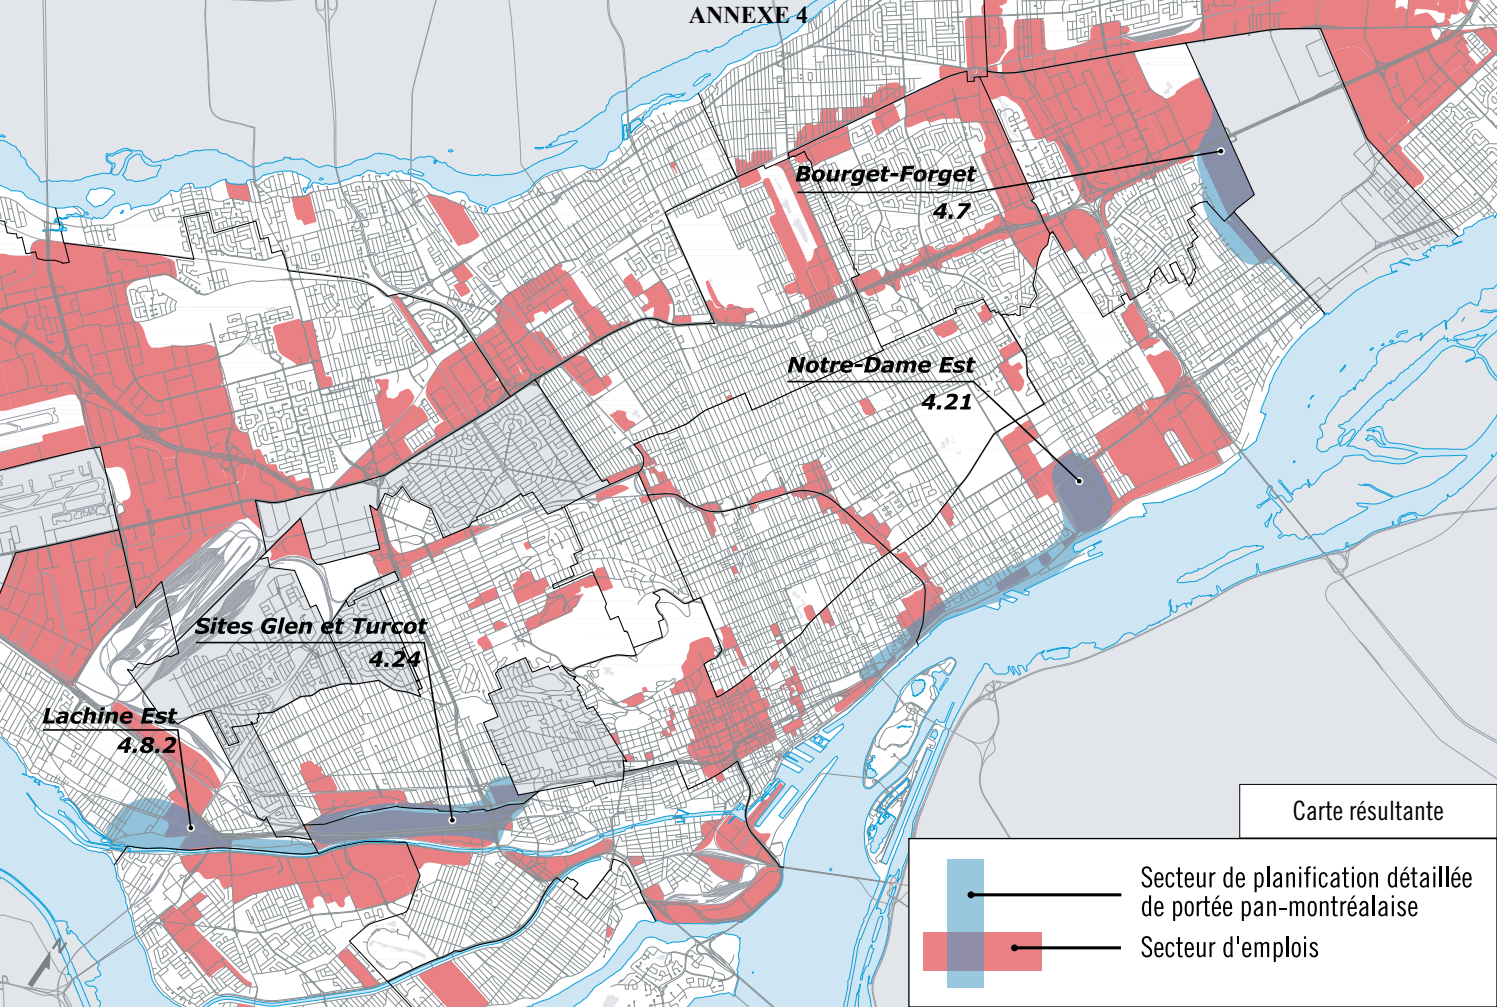 ANNEXE 4
Bourget-Forget
4.7
Notre-Dame Est
4.21
Sites Glen et Turcot
4.24
Lachine Est
4.8.2
N
Carte résultante
Secteur de planification détaillée
de portée pan-montréalaise
Secteur d'emplois